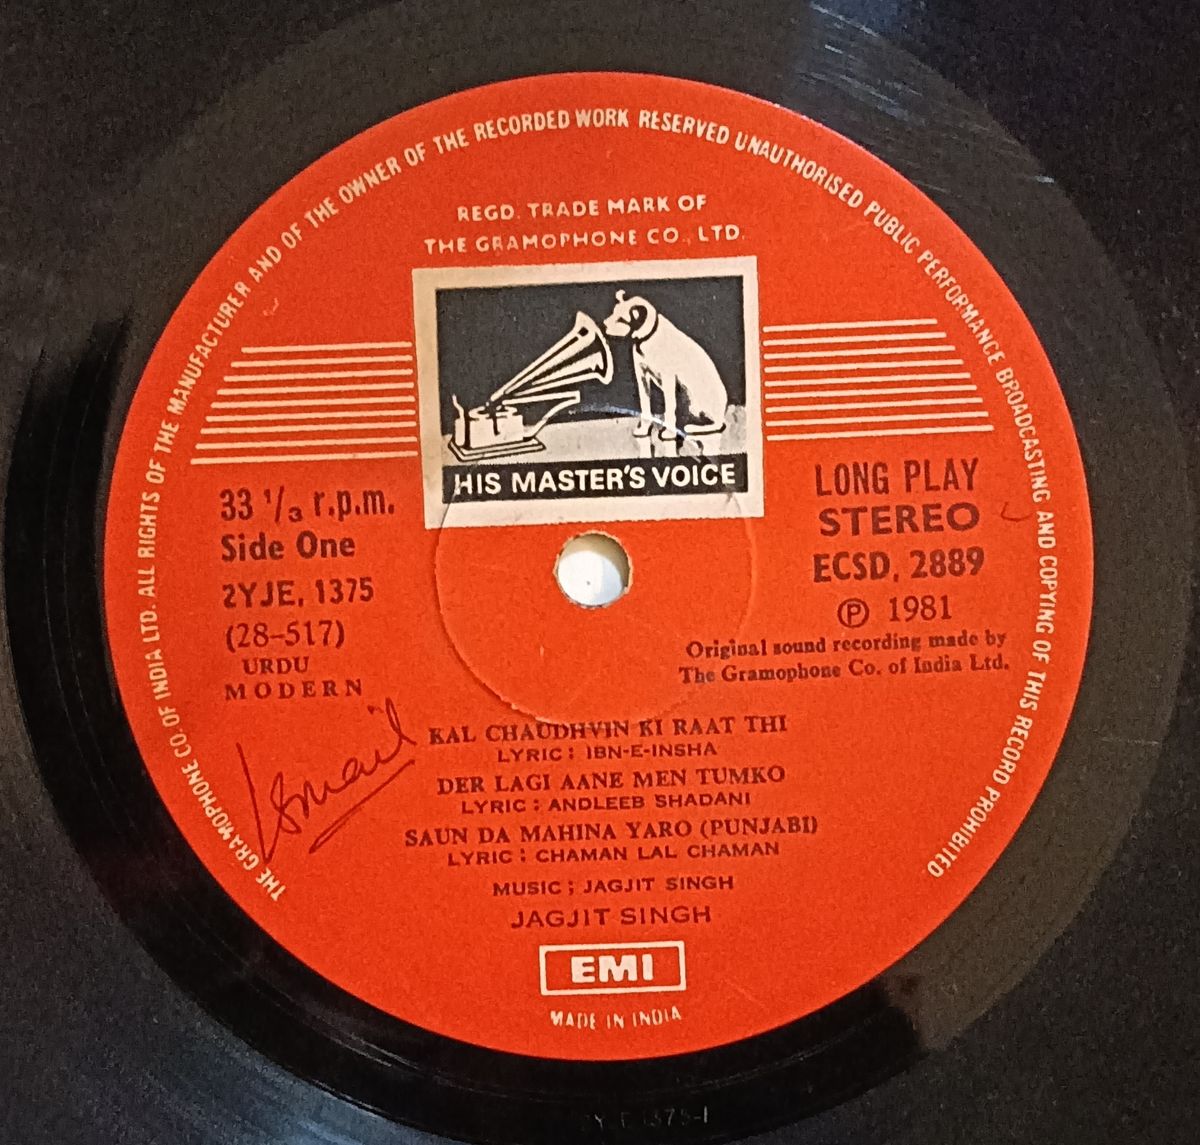 THE GRAMOPHONE CO. OF INDIA LTD. ALL RIGHTS OF THE MANUFACTURER AND OF THE OWNER OF THE RECORDED WORK RESERVED UNAUTHORISED PUBLIC PERFORMANCE BROADCASTING AND COPYING OF THIS RECORD PROHIBITED
REGD. TRADE MARK OF
THE GRAMOPHONE CO., LTD.
HIS MASTER'S VOICE
33 1/3 r.p.m.
Side One
2YJE, 1375
(28-517)
URDU
MODERN
LONG PLAY
STEREO
ECSD, 2889
Ⓟ 1981
Original sound recording made by
The Gramophone Co. of India Ltd.
Ismail
KAL CHAUDHVIN KI RAAT THI
LYRIC : IBN-E-INSHA
DER LAGI AANE MEN TUMKO
LYRIC : ANDLEEB SHADANI
SAUN DA MAHINA YARO (PUNJABI)
LYRIC : CHAMAN LAL CHAMAN
MUSIC ; JAGJIT SINGH
JAGJIT SINGH
EMI
MADE IN INDIA